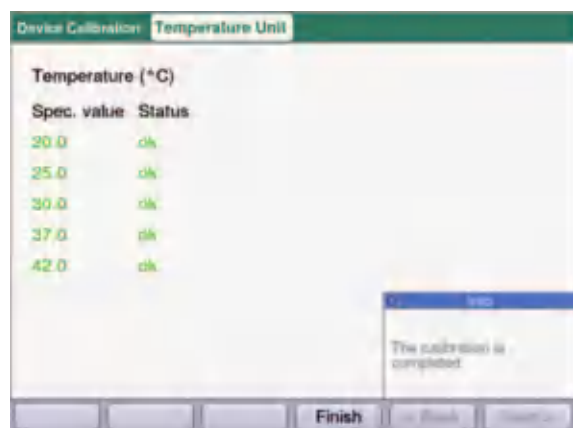 Device Calibration Temperature Unit
Temperature (°C)
Spec. value Status
20.0 ok
25.0 ok
30.0 ok
37.0 ok
42.0 ok
Info
The calibration is
completed
Finish < Back Next >